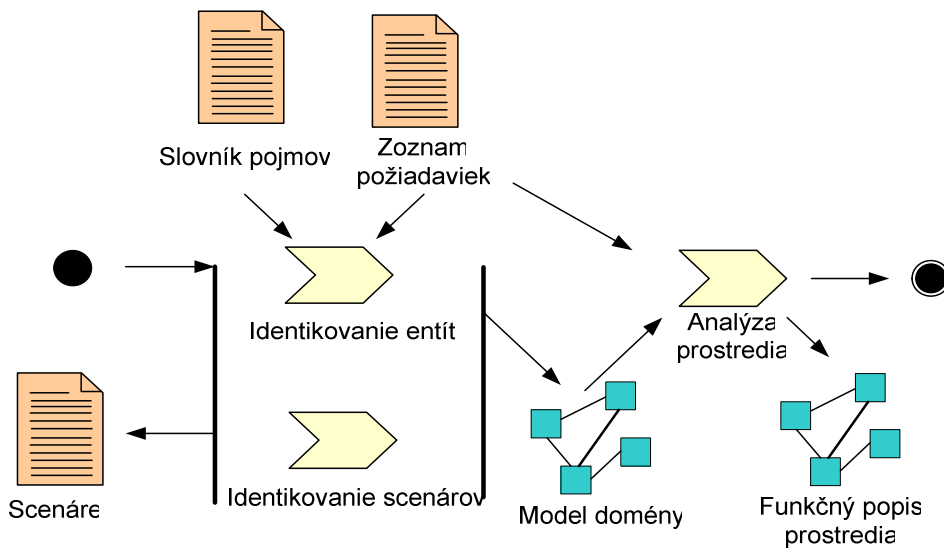 Slovník pojmov
Zoznam
požiadaviek
Identikovanie entít
Analýza
prostredia
Scenáre
Identikovanie scenárov
Model domény
Funkčný popis
prostredia